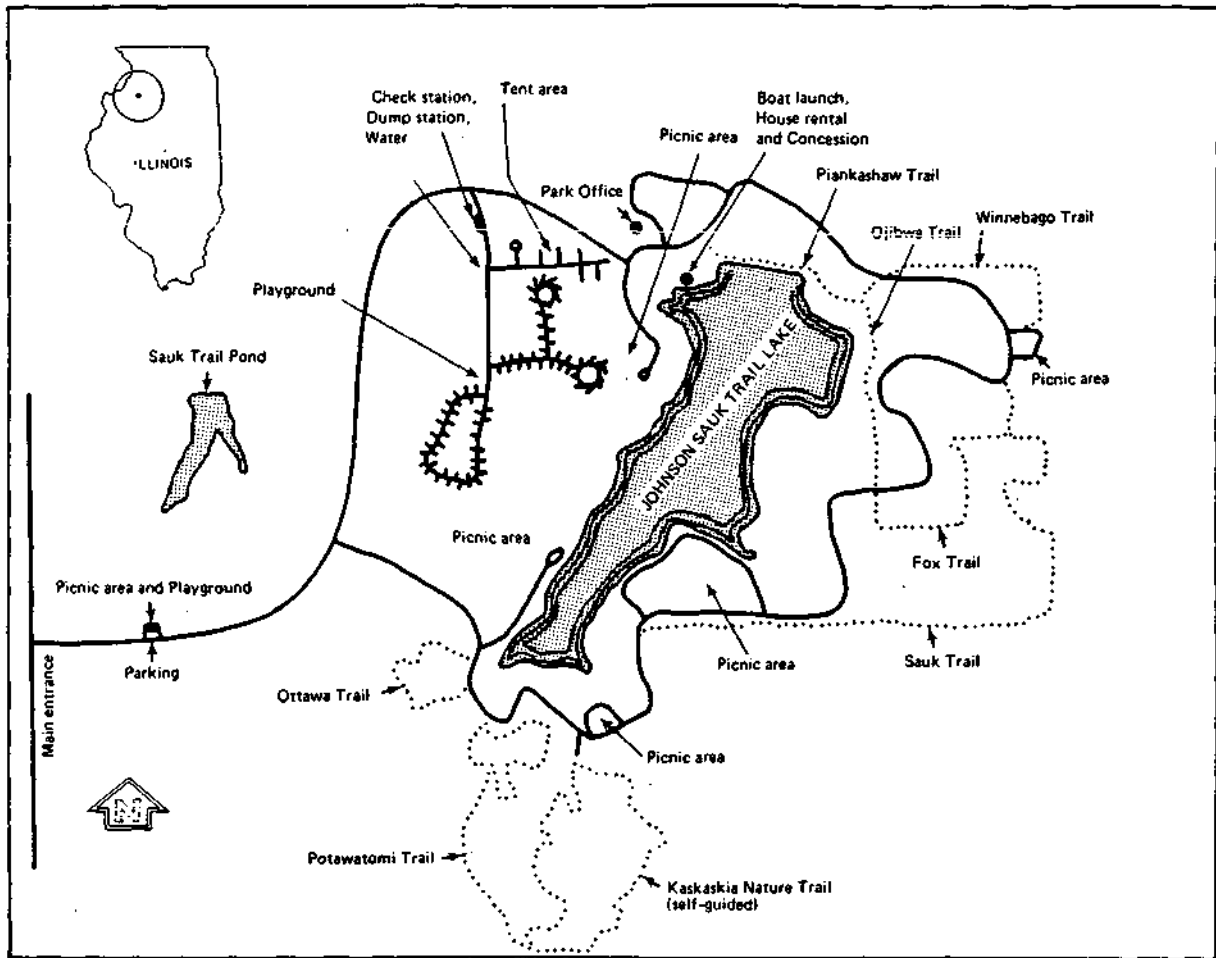 ILLINOIS
Check station,
Dump station,
Water
Tent area
Boat launch,
House rental
and Concession
Picnic area
Piankashaw Trail
Park Office
Winnebago Trail
Ojibwa Trail
Playground
Sauk Trail Pond
Picnic area
JOHNSON SAUK TRAIL LAKE
Picnic area
Fox Trail
Picnic area and Playground
Parking
Picnic area
Sauk Trail
Ottawa Trail
Main entrance
Picnic area
N
Potawatomi Trail
Kaskaskia Nature Trail
(self-guided)